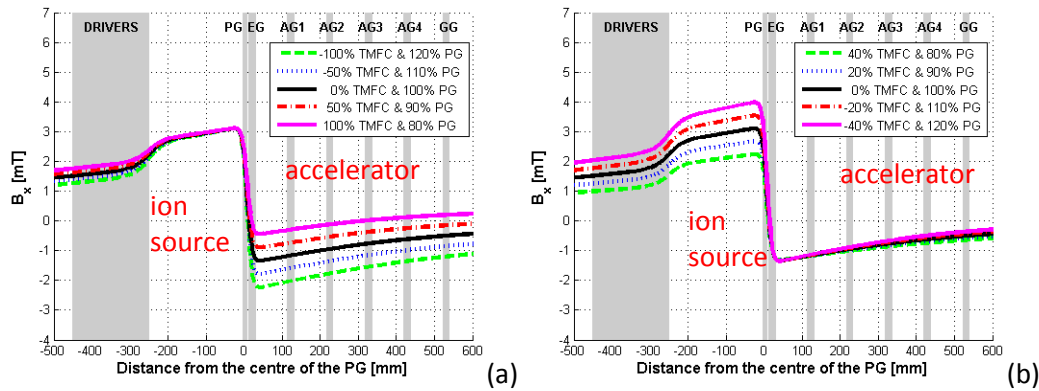 DRIVERS PG EG AG1 AG2 AG3 AG4 GG
-100% TMFC & 120% PG
-50% TMFC & 110% PG
0% TMFC & 100% PG
50% TMFC & 90% PG
100% TMFC & 80% PG
accelerator
ion
source
7
6
5
4
3
2
1
0
-1
-2
-3
-4
Bx [mT]
-500 -400 -300 -200 -100 0 100 200 300 400 500 600
Distance from the centre of the PG [mm]
(a)
DRIVERS PG EG AG1 AG2 AG3 AG4 GG
40% TMFC & 80% PG
20% TMFC & 90% PG
0% TMFC & 100% PG
-20% TMFC & 110% PG
-40% TMFC & 120% PG
accelerator
ion
source
7
6
5
4
3
2
1
0
-1
-2
-3
-4
Bx [mT]
-500 -400 -300 -200 -100 0 100 200 300 400 500 600
Distance from the centre of the PG [mm]
(b)